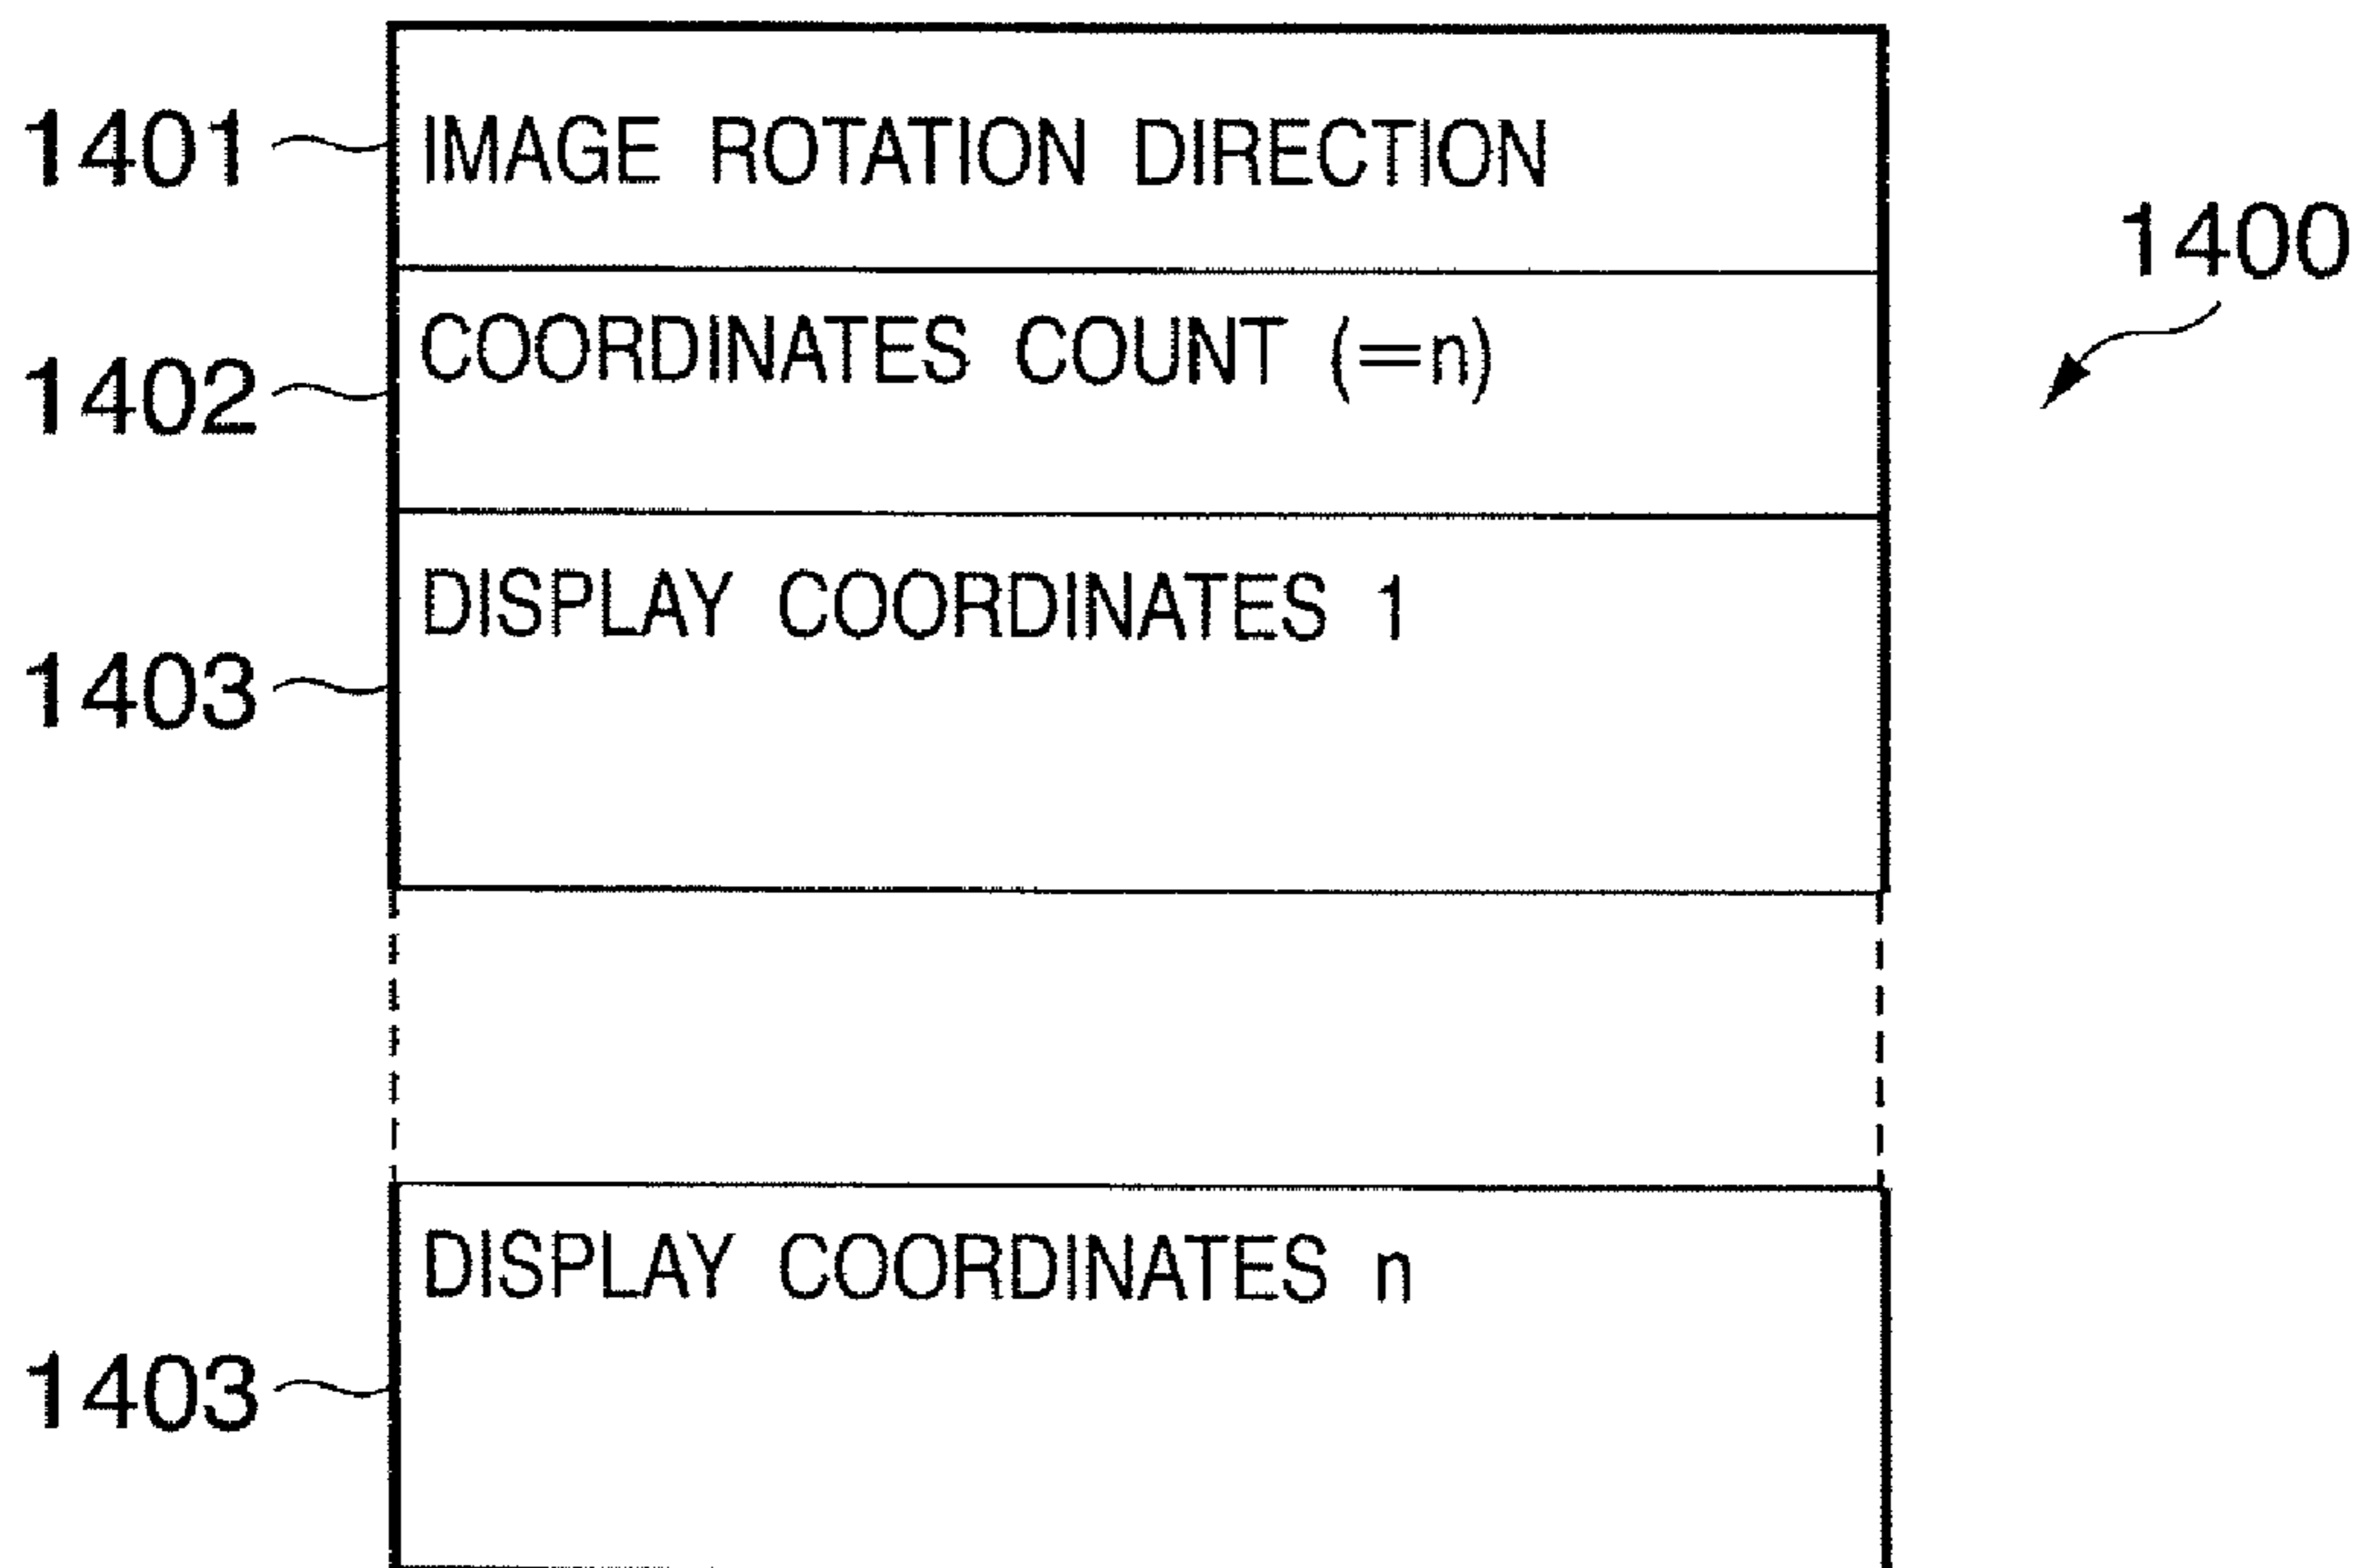 1401 IMAGE ROTATION DIRECTION
1400
1402 COORDINATES COUNT (=n)
1403 DISPLAY COORDINATES 1
1403 DISPLAY COORDINATES n